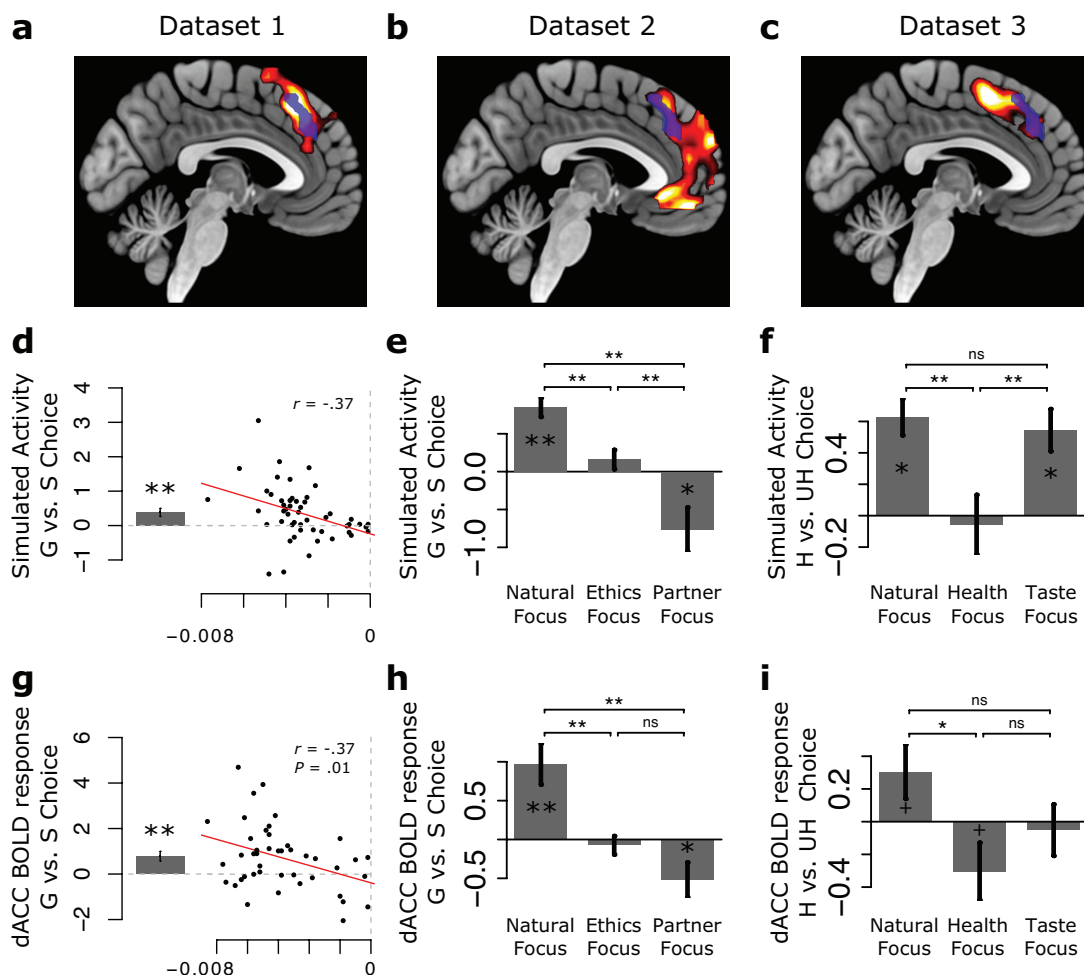 a Dataset 1
b Dataset 2
c Dataset 3
d
Simulated Activity
G vs. S Choice
4
3
2
1
0
−1
**
r = -.37
−0.008
0
e
Simulated Activity
G vs. S Choice
0.0
−1.0
**
** **
**
*
Natural Focus
Ethics Focus
Partner Focus
f
Simulated Activity
H vs. UH Choice
0.4
−0.2
ns
** **
*
*
Natural Focus
Health Focus
Taste Focus
g
dACC BOLD response
G vs. S Choice
6
4
2
0
−2
**
r = -.37
P = .01
−0.008
0
h
dACC BOLD response
G vs. S Choice
0.5
−0.5
**
** ns
**
*
Natural Focus
Ethics Focus
Partner Focus
i
dACC BOLD response
H vs. UH Choice
0.2
−0.4
ns
* ns
+
+
Natural Focus
Health Focus
Taste Focus